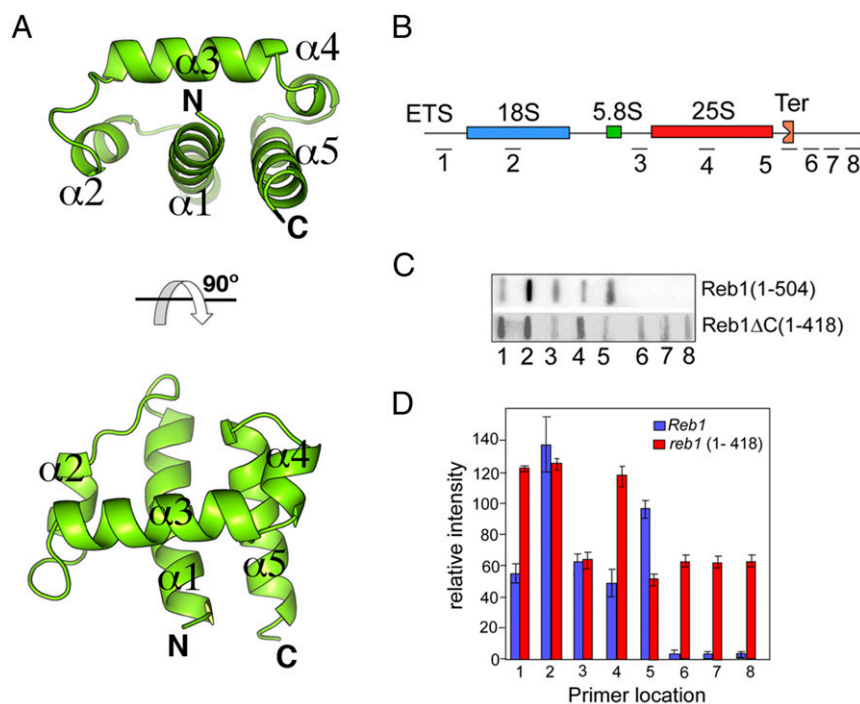 A
α3
α4
N
α5
α2
α1
C
90°
α2
α4
α3
α1
α5
N
C
B
ETS 18S 5.8S 25S Ter
1 2 3 4 5 6 7 8
C
Reb1(1-504)
Reb1ΔC(1-418)
1 2 3 4 5 6 7 8
D
Reb1
reb1 (1- 418)
140
120
100
80
60
40
20
0
relative intensity
1 2 3 4 5 6 7 8
Primer location